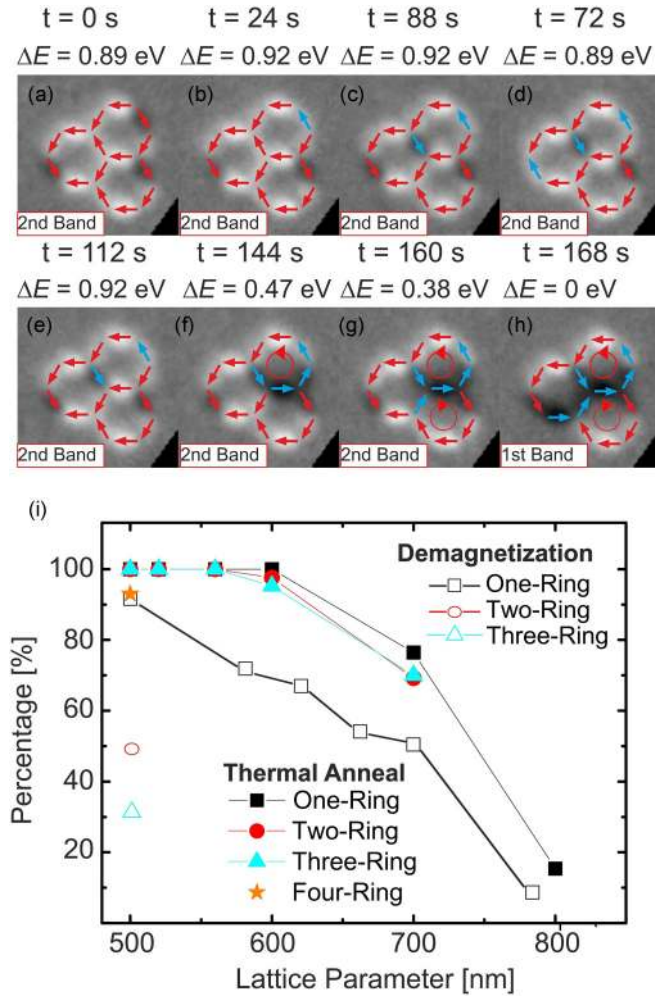 t = 0 s t = 24 s t = 88 s t = 72 s
ΔE = 0.89 eV ΔE = 0.92 eV ΔE = 0.92 eV ΔE = 0.89 eV
(a) (b) (c) (d)
2nd Band 2nd Band 2nd Band 2nd Band
t = 112 s t = 144 s t = 160 s t = 168 s
ΔE = 0.92 eV ΔE = 0.47 eV ΔE = 0.38 eV ΔE = 0 eV
(e) (f) (g) (h)
2nd Band 2nd Band 2nd Band 1st Band
(i)
Percentage [%]
100
80
60
40
20
Demagnetization
One-Ring
Two-Ring
Three-Ring
Thermal Anneal
One-Ring
Two-Ring
Three-Ring
Four-Ring
500 600 700 800
Lattice Parameter [nm]